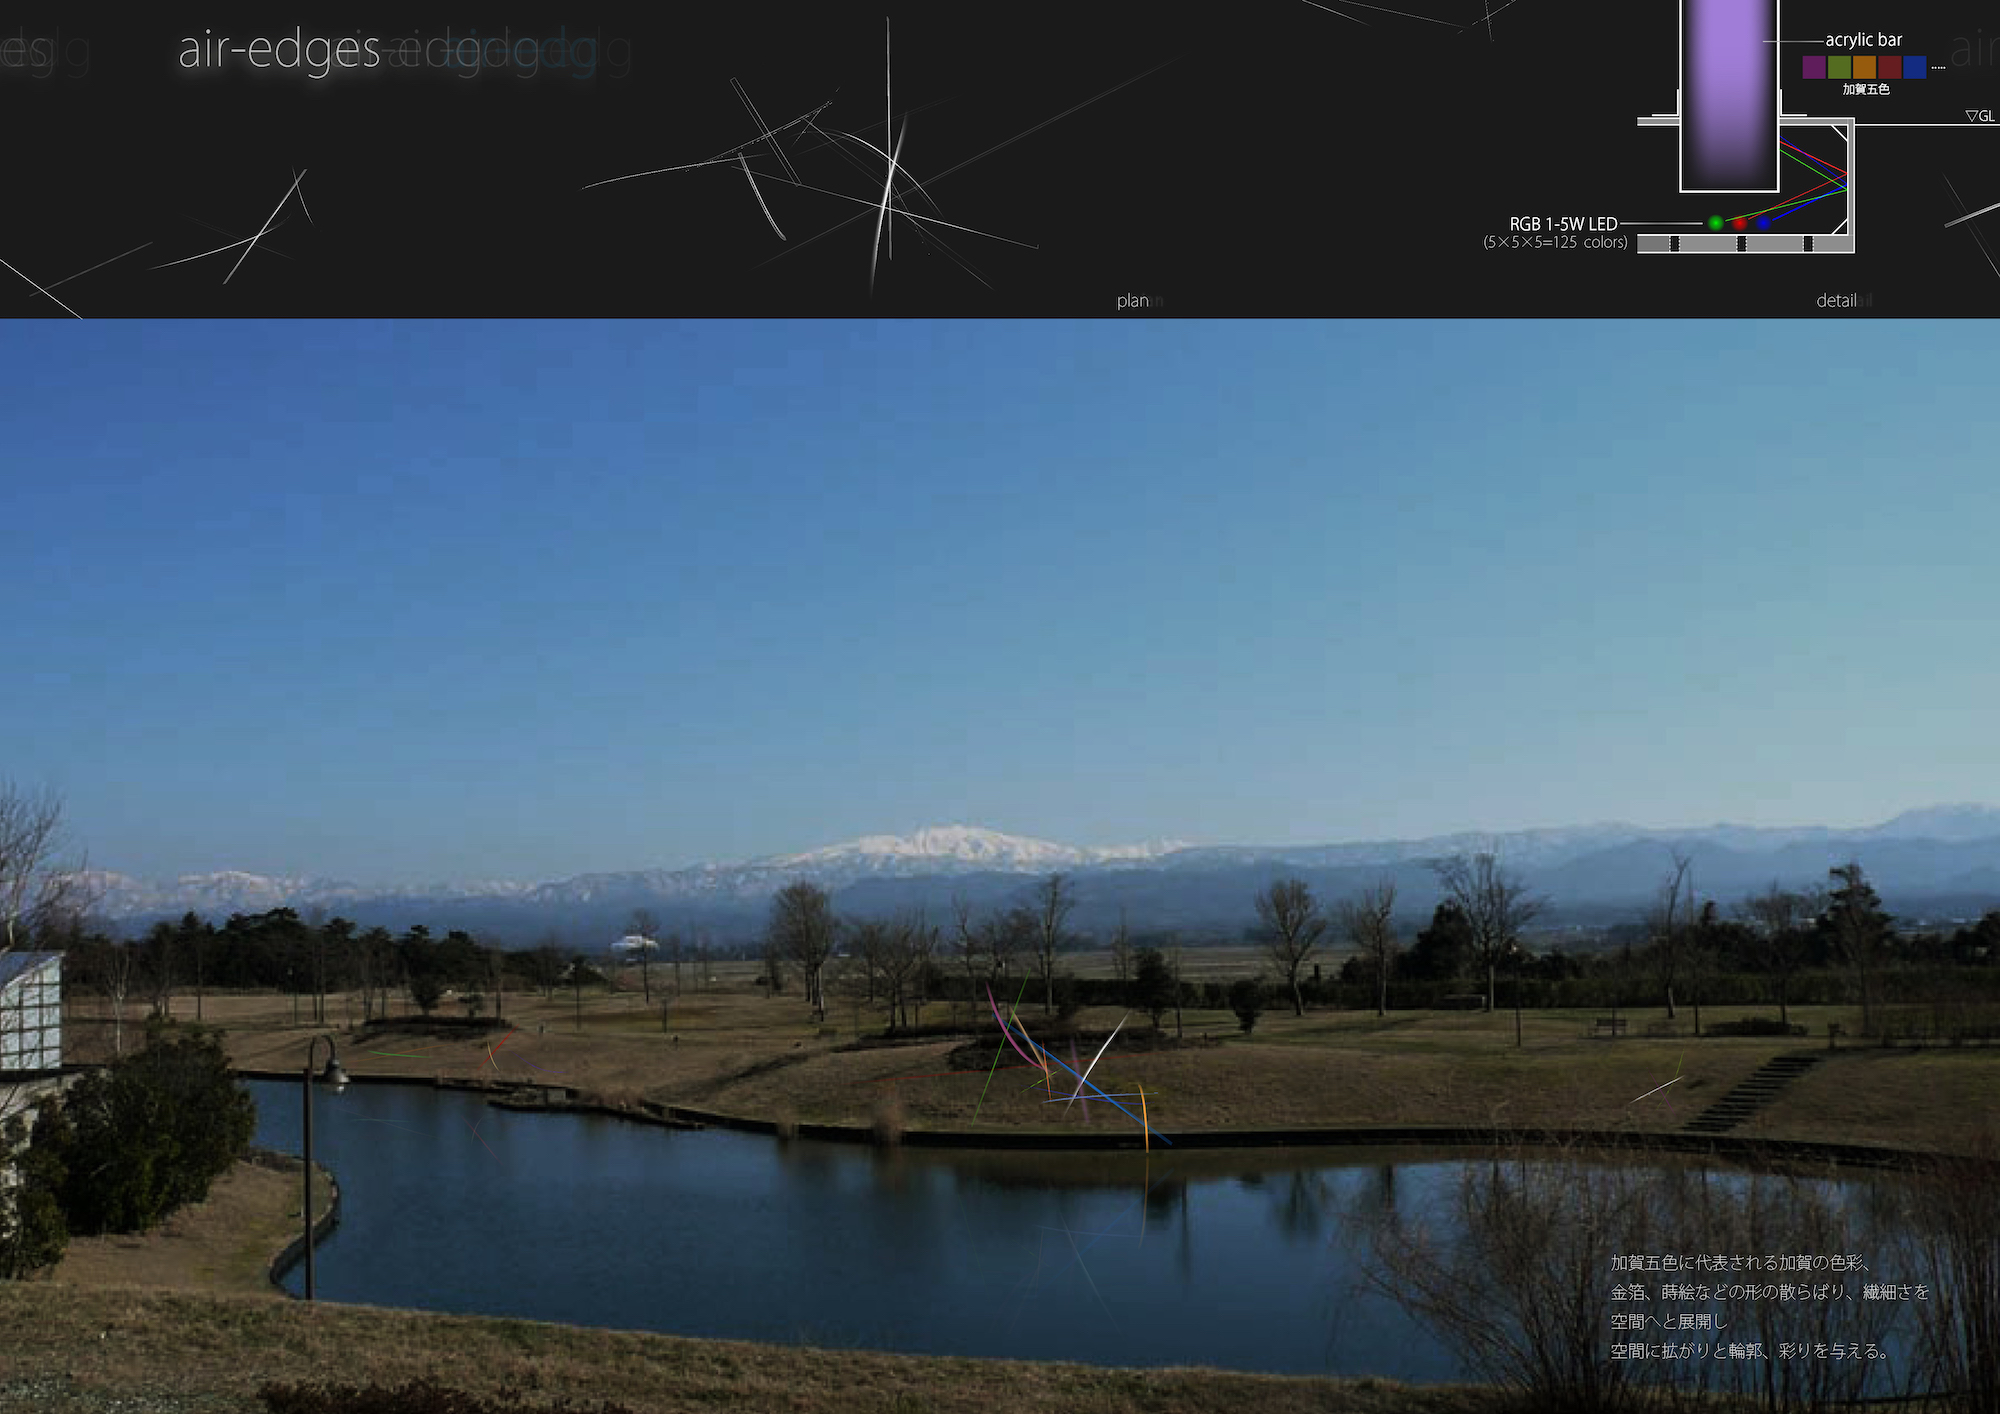 air-edges
acrylic bar
加賀五色
▽GL
RGB 1-5W LED
(5×5×5=125 colors)
plan
detail
加賀五色に代表される加賀の色彩、
金箔、蒔絵などの形の散らばり、繊細さを
空間へと展開し
空間に拡がりと輪郭、彩りを与える。